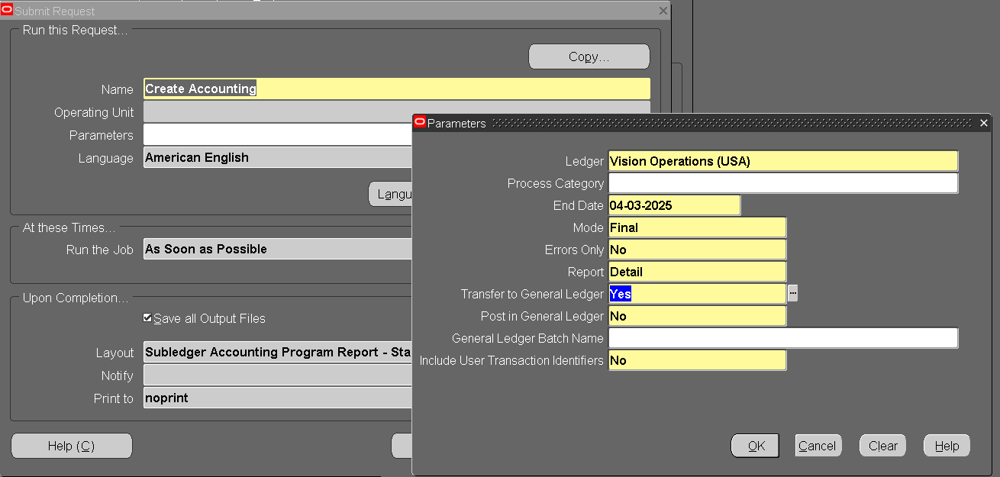 Submit Request
Run this Request...
Copy...
Name Create Accounting
Operating Unit
Parameters
Language American English
Langu
At these Times...
Run the Job As Soon as Possible
Upon Completion...
Save all Output Files
Layout Subledger Accounting Program Report - Sta
Notify
Print to noprint
Help (C)
Parameters
Ledger Vision Operations (USA)
Process Category
End Date 04-03-2025
Mode Final
Errors Only No
Report Detail
Transfer to General Ledger Yes
Post in General Ledger No
General Ledger Batch Name
Include User Transaction Identifiers No
OK Cancel Clear Help